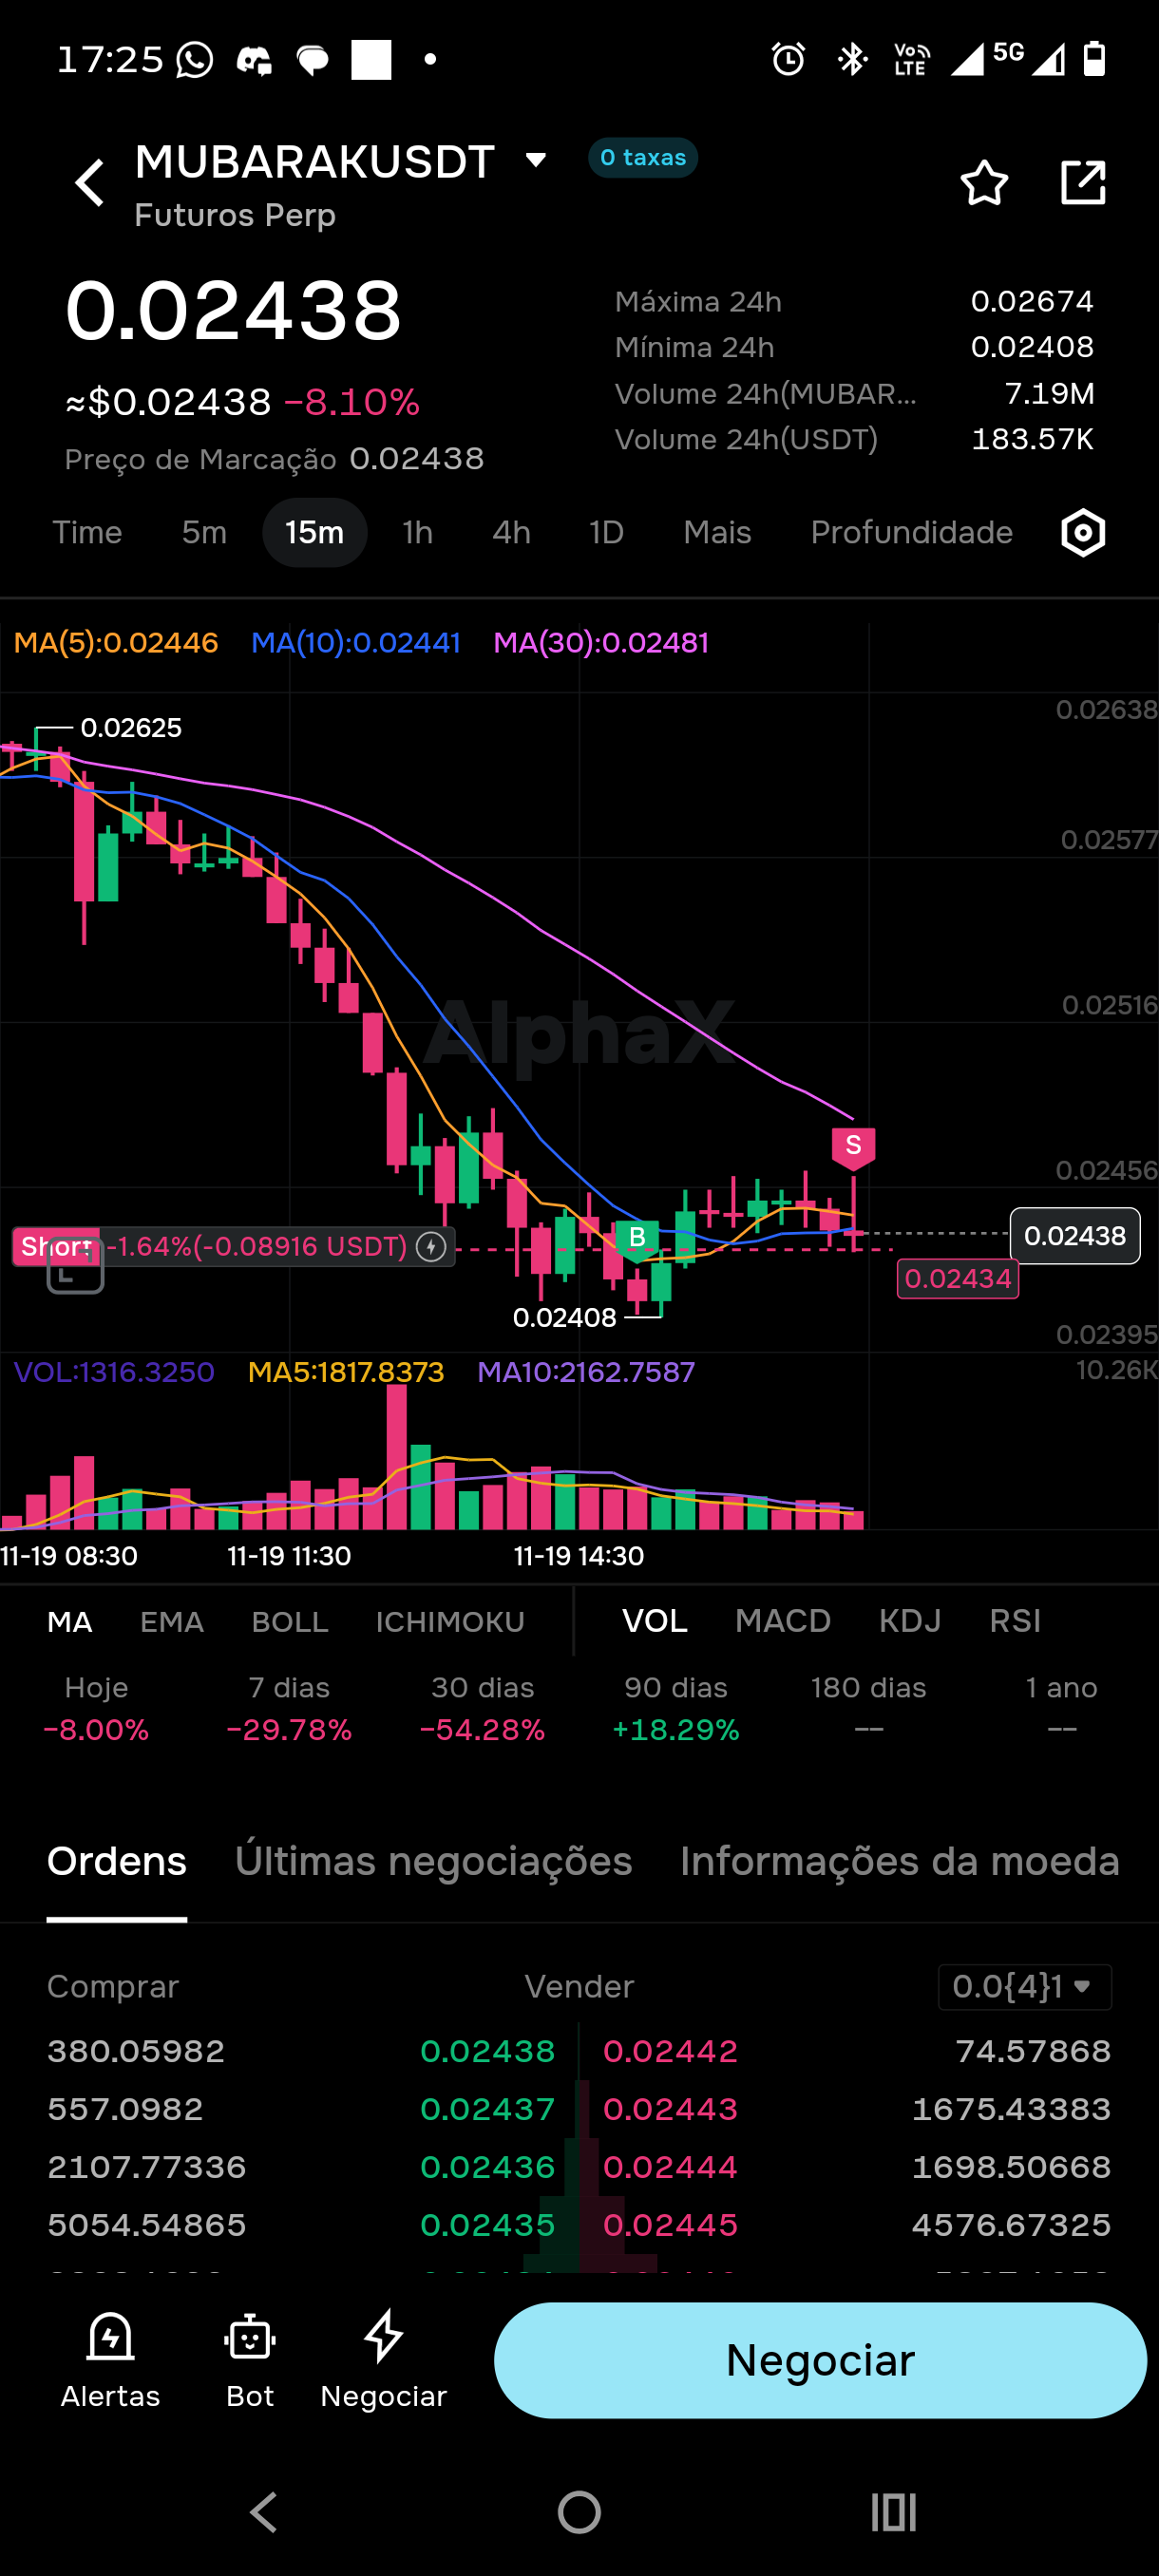 17:25 VoLTE 5G
MUBARAKUSDT 0 taxas
Futuros Perp
0.02438
≈$0.02438 -8.10%
Preço de Marcação 0.02438
Máxima 24h 0.02674
Mínima 24h 0.02408
Volume 24h(MUBAR... 7.19M
Volume 24h(USDT) 183.57K
Time 5m 15m 1h 4h 1D Mais Profundidade
MA(5):0.02446 MA(10):0.02441 MA(30):0.02481
0.02638
0.02625
0.02577
AlphaX
0.02516
S
0.02456
B
0.02438
Short -1.64%(-0.08916 USDT)
0.02434
0.02408
0.02395
VOL:1316.3250 MA5:1817.8373 MA10:2162.7587 10.26K
11-19 08:30 11-19 11:30 11-19 14:30
MA EMA BOLL ICHIMOKU VOL MACD KDJ RSI
Hoje 7 dias 30 dias 90 dias 180 dias 1 ano
-8.00% -29.78% -54.28% +18.29% -- --
Ordens Últimas negociações Informações da moeda
Comprar Vender 0.0{4}1
380.05982 0.02438 0.02442 74.57868
557.0982 0.02437 0.02443 1675.43383
2107.77336 0.02436 0.02444 1698.50668
5054.54865 0.02435 0.02445 4576.67325
Alertas Bot Negociar Negociar